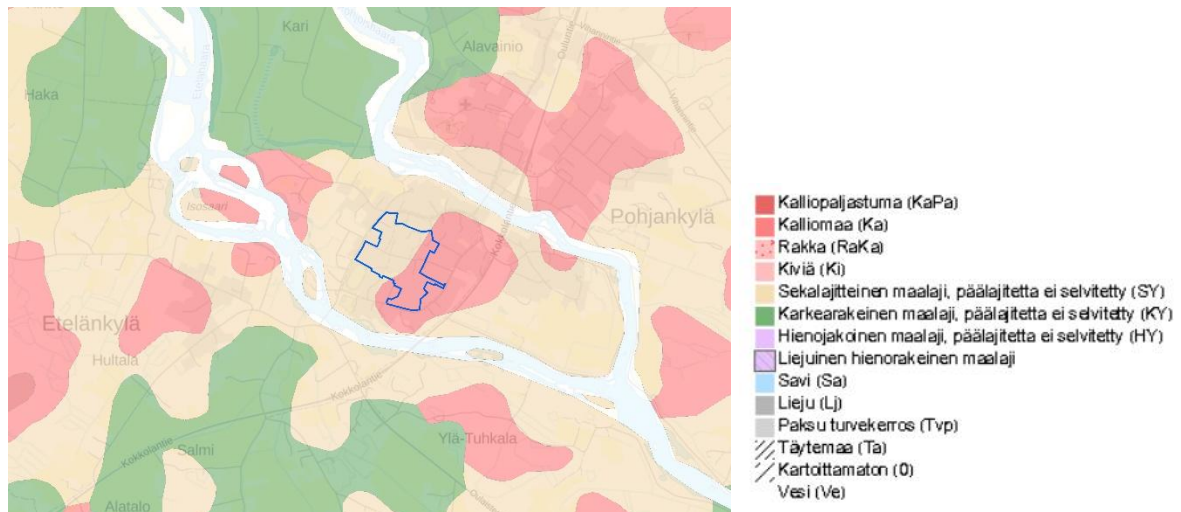 Kari
Alavainio
Haka
Isosaari
Pohjankylä
Kokkolantie
Etelänkylä
Hultala
Ylä-Tuhkala
Kokkolantie
Salmi
Alatalo
Kalliopaljastuma (KaPa)
Kalliomaa (Ka)
Rakka (RaKa)
Kiviä (Ki)
Sekalajitteinen maalaji, päälajitetta ei selvitetty (SY)
Karkearakeinen maalaji, päälajitetta ei selvitetty (KY)
Hienojakoinen maalaji, päälajitetta ei selvitetty (HY)
Liejuinen hienorakeinen maalaji
Savi (Sa)
Lieju (Lj)
Paksu turvekerros (Tvp)
Täytemaa (Ta)
Kartoittamaton (0)
Vesi (Ve)